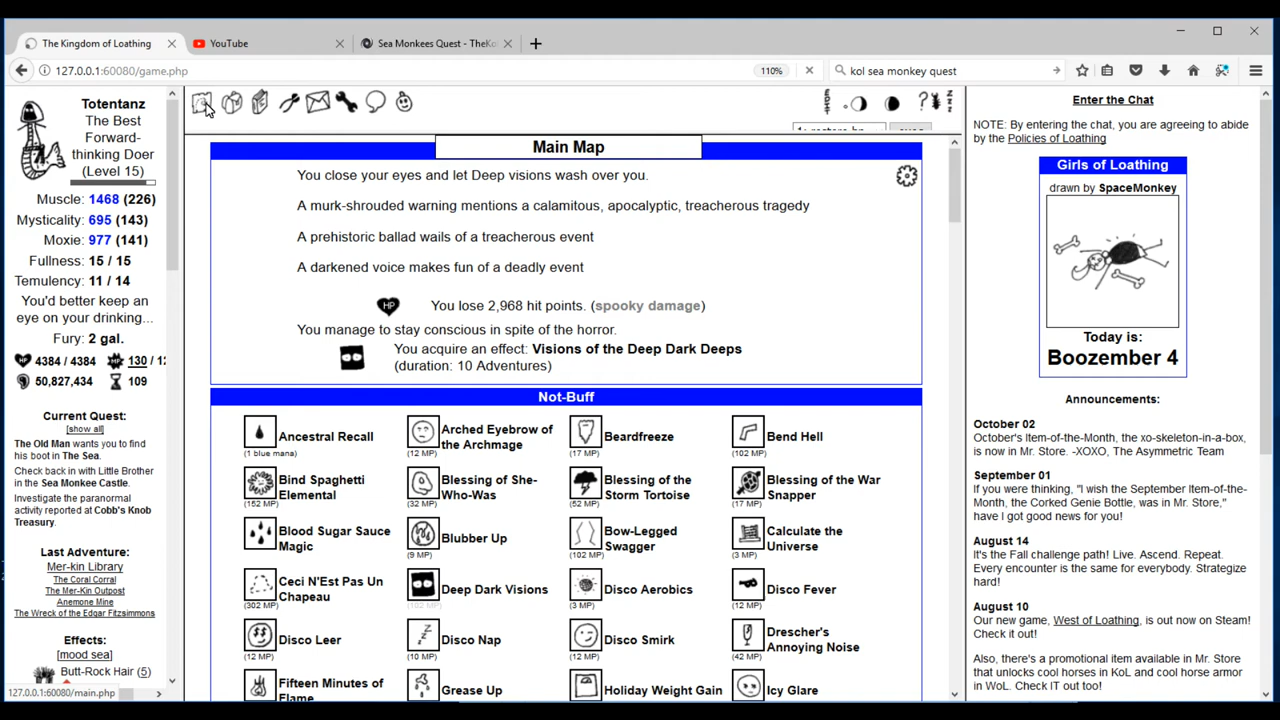 The Kingdom of Loathing
YouTube
Sea Monkees Quest - TheKo
127.0.0.1:60080/game.php
110%
kol sea monkey quest
Totentanz
The Best
Forward-
thinking Doer
(Level 15)
Muscle: 1468 (226)
Mysticality: 695 (143)
Moxie: 977 (141)
Fullness: 15 / 15
Temulency: 11 / 14
You'd better keep an
eye on your drinking...
Fury: 2 gal.
4384 / 4384 130 / 12
50,827,434 109
Current Quest:
[show all]
The Old Man wants you to find
his boot in The Sea.
Check back in with Little Brother
in the Sea Monkee Castle.
Investigate the paranormal
activity reported at Cobb's Knob
Treasury.
Last Adventure:
Mer-kin Library
The Coral Corral
The Mer-Kin Outpost
Anemone Mine
The Wreck of the Edgar Fitzsimmons
Effects:
[mood sea]
Butt-Rock Hair (5)
127.0.0.1:60080/main.php
Main Map
You close your eyes and let Deep visions wash over you.
A murk-shrouded warning mentions a calamitous, apocalyptic, treacherous tragedy
A prehistoric ballad wails of a treacherous event
A darkened voice makes fun of a deadly event
HP You lose 2,968 hit points. (spooky damage)
You manage to stay conscious in spite of the horror.
You acquire an effect: Visions of the Deep Dark Deeps
(duration: 10 Adventures)
Not-Buff
Ancestral Recall
(1 blue mana)
Arched Eyebrow of
the Archmage
(12 MP)
Beardfreeze
(17 MP)
Bend Hell
(102 MP)
Bind Spaghetti
Elemental
(152 MP)
Blessing of She-
Who-Was
(32 MP)
Blessing of the
Storm Tortoise
(52 MP)
Blessing of the War
Snapper
(17 MP)
Blood Sugar Sauce
Magic
Blubber Up
(9 MP)
Bow-Legged
Swagger
(102 MP)
Calculate the
Universe
(3 MP)
Ceci N'Est Pas Un
Chapeau
(302 MP)
Deep Dark Visions
(102 MP)
Disco Aerobics
(3 MP)
Disco Fever
(12 MP)
Disco Leer
(12 MP)
Disco Nap
(10 MP)
Disco Smirk
(12 MP)
Drescher's
Annoying Noise
(42 MP)
Fifteen Minutes of
Flame
Grease Up
Holiday Weight Gain
Icy Glare
Enter the Chat
NOTE: By entering the chat, you are agreeing to abide
by the Policies of Loathing
Girls of Loathing
drawn by SpaceMonkey
Today is:
Boozember 4
Announcements:
October 02
October's Item-of-the-Month, the xo-skeleton-in-a-box,
is now in Mr. Store. -XOXO, The Asymmetric Team
September 01
If you were thinking, "I wish the September Item-of-the-
Month, the Corked Genie Bottle, was in Mr. Store,"
have I got good news for you!
August 14
It's the Fall challenge path! Live. Ascend. Repeat.
Every encounter is the same for everybody. Strategize
hard!
August 10
Our new game, West of Loathing, is out now on Steam!
Check it out!
Also, there's a promotional item available in Mr. Store
that unlocks cool horses in KoL and cool horse armor
in WoL. Check IT out too!